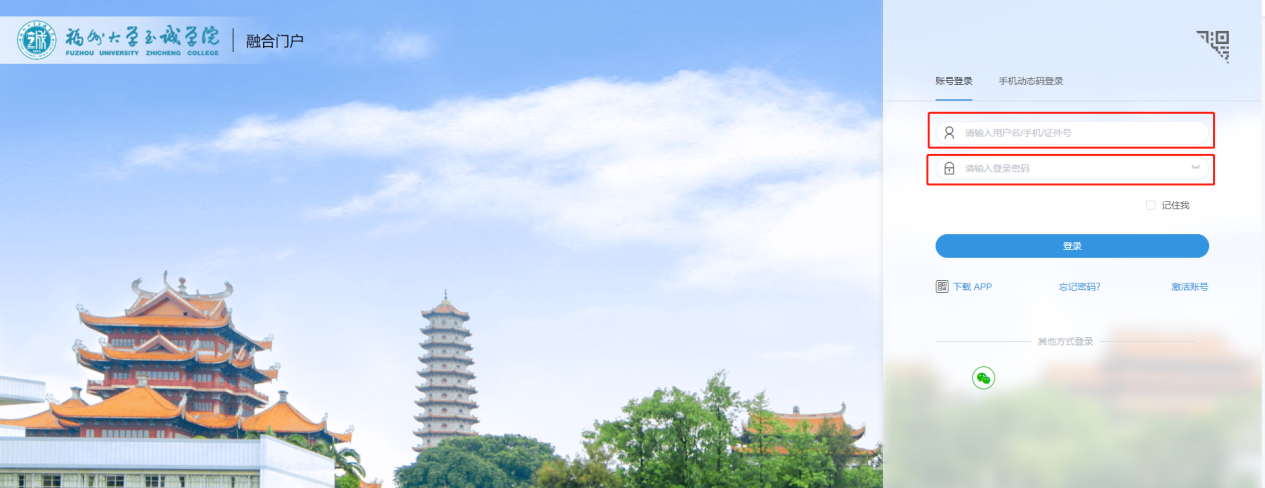 福州大学至诚学院
FUZHOU UNIVERSITY ZHICHENG COLLEGE
融合门户
账号登录
手机动态码登录
请输入用户名/手机/证件号
请输入登录密码
记住我
登录
下载 APP
忘记密码?
激活账号
其他方式登录